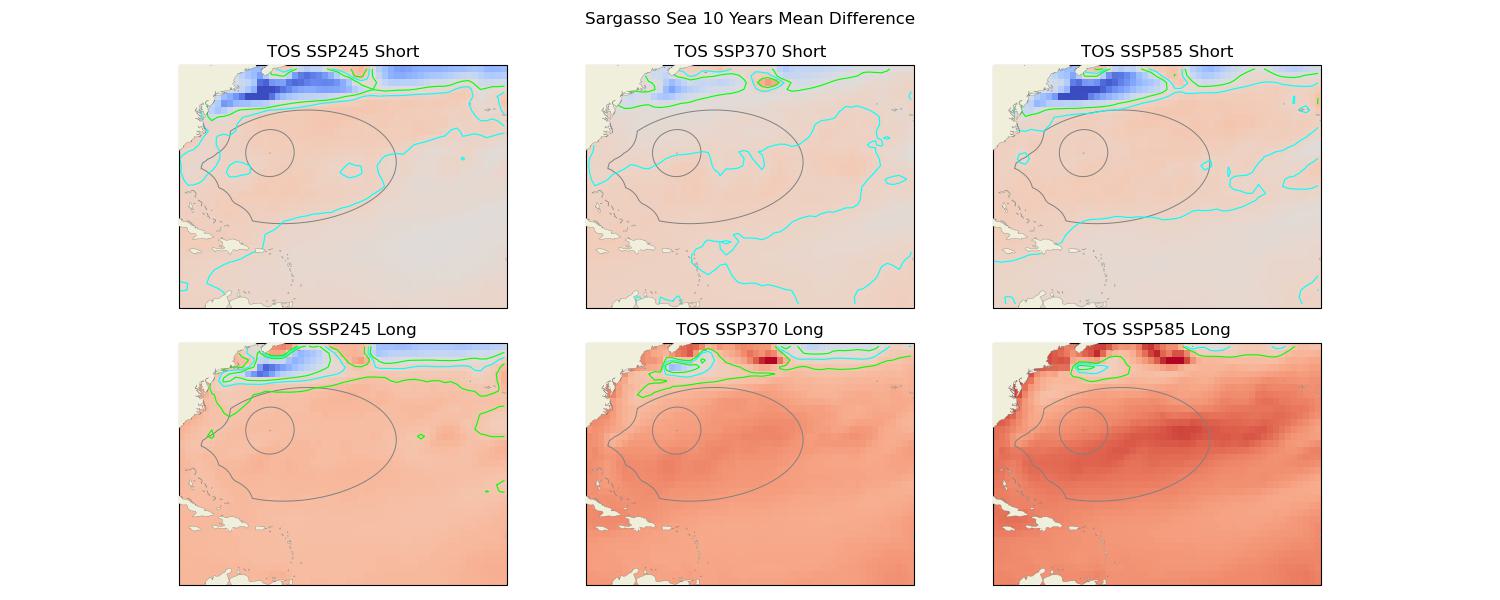 Sargasso Sea 10 Years Mean Difference
TOS SSP245 Short
TOS SSP370 Short
TOS SSP585 Short
TOS SSP245 Long
TOS SSP370 Long
TOS SSP585 Long